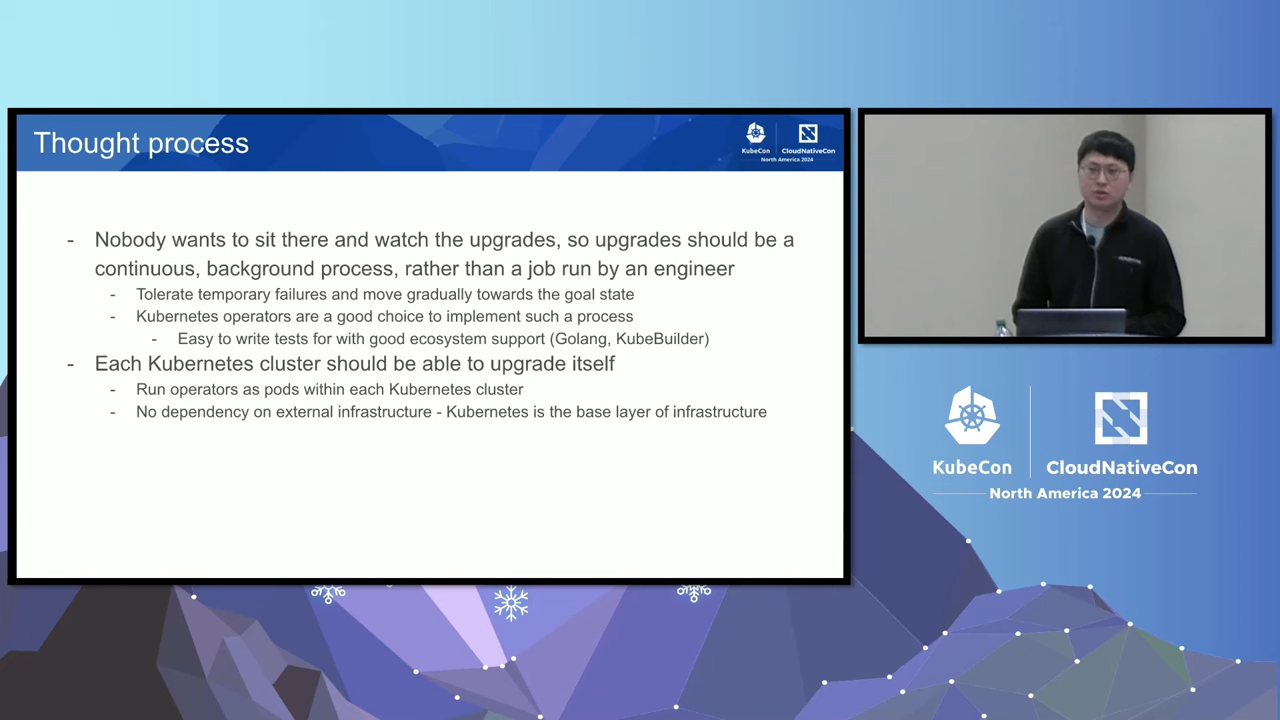 Thought process
KubeCon
CloudNativeCon
North America 2024
- Nobody wants to sit there and watch the upgrades, so upgrades should be a
continuous, background process, rather than a job run by an engineer
- Tolerate temporary failures and move gradually towards the goal state
- Kubernetes operators are a good choice to implement such a process
- Easy to write tests for with good ecosystem support (Golang, KubeBuilder)
- Each Kubernetes cluster should be able to upgrade itself
- Run operators as pods within each Kubernetes cluster
- No dependency on external infrastructure - Kubernetes is the base layer of infrastructure
KubeCon
CloudNativeCon
North America 2024